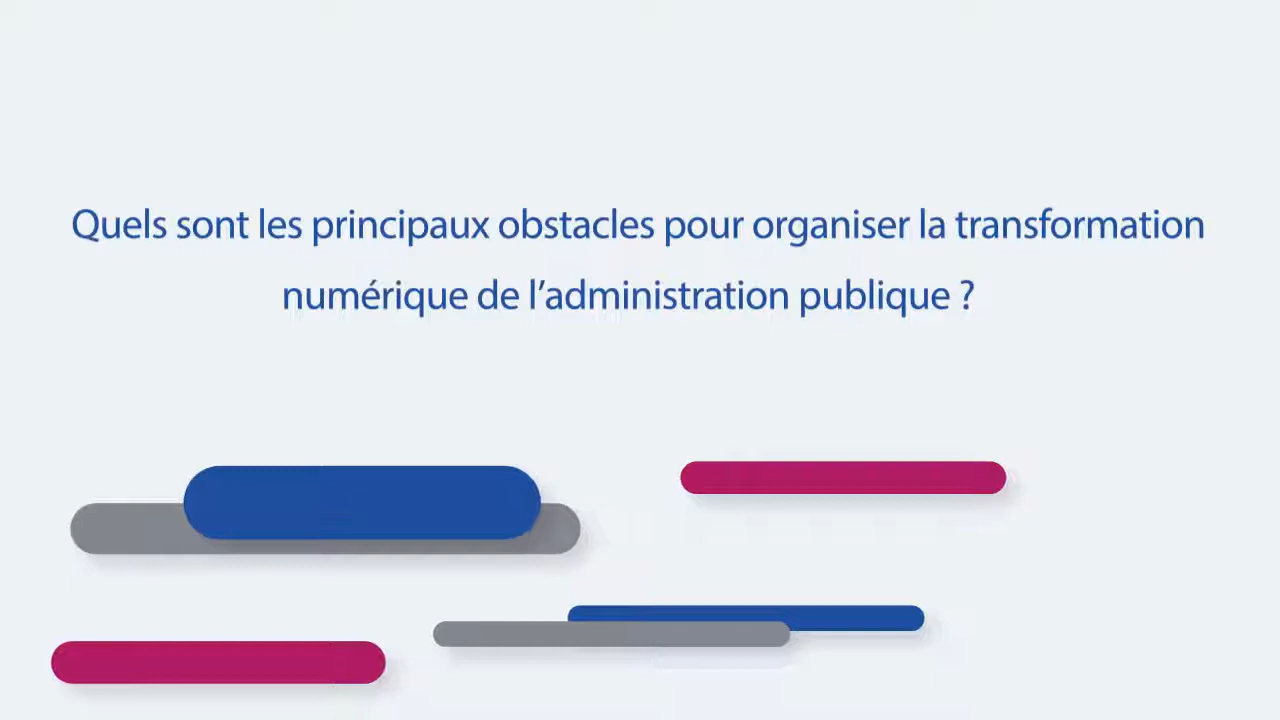 Quels sont les principaux obstacles pour organiser la transformation
numérique de l’administration publique ?